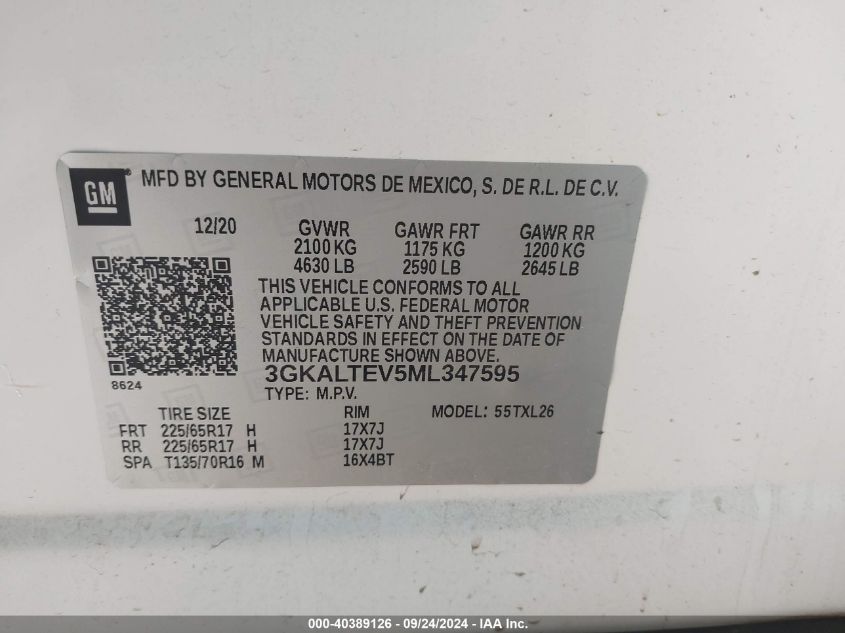 GM ® MFD BY GENERAL MOTORS DE MEXICO, S. DE R.L. DE C.V.
12/20 GVWR GAWR FRT GAWR RR
2100 KG 1175 KG 1200 KG
4630 LB 2590 LB 2645 LB
THIS VEHICLE CONFORMS TO ALL
APPLICABLE U.S. FEDERAL MOTOR
VEHICLE SAFETY AND THEFT PREVENTION
STANDARDS IN EFFECT ON THE DATE OF
MANUFACTURE SHOWN ABOVE.
8624 3GKALTEV5ML347595
TYPE: M.P.V.
TIRE SIZE RIM MODEL: 55TXL26
FRT 225/65R17 H 17X7J
RR 225/65R17 H 17X7J
SPA T135/70R16 M 16X4BT
000-40389126 - 09/24/2024 - IAA Inc.